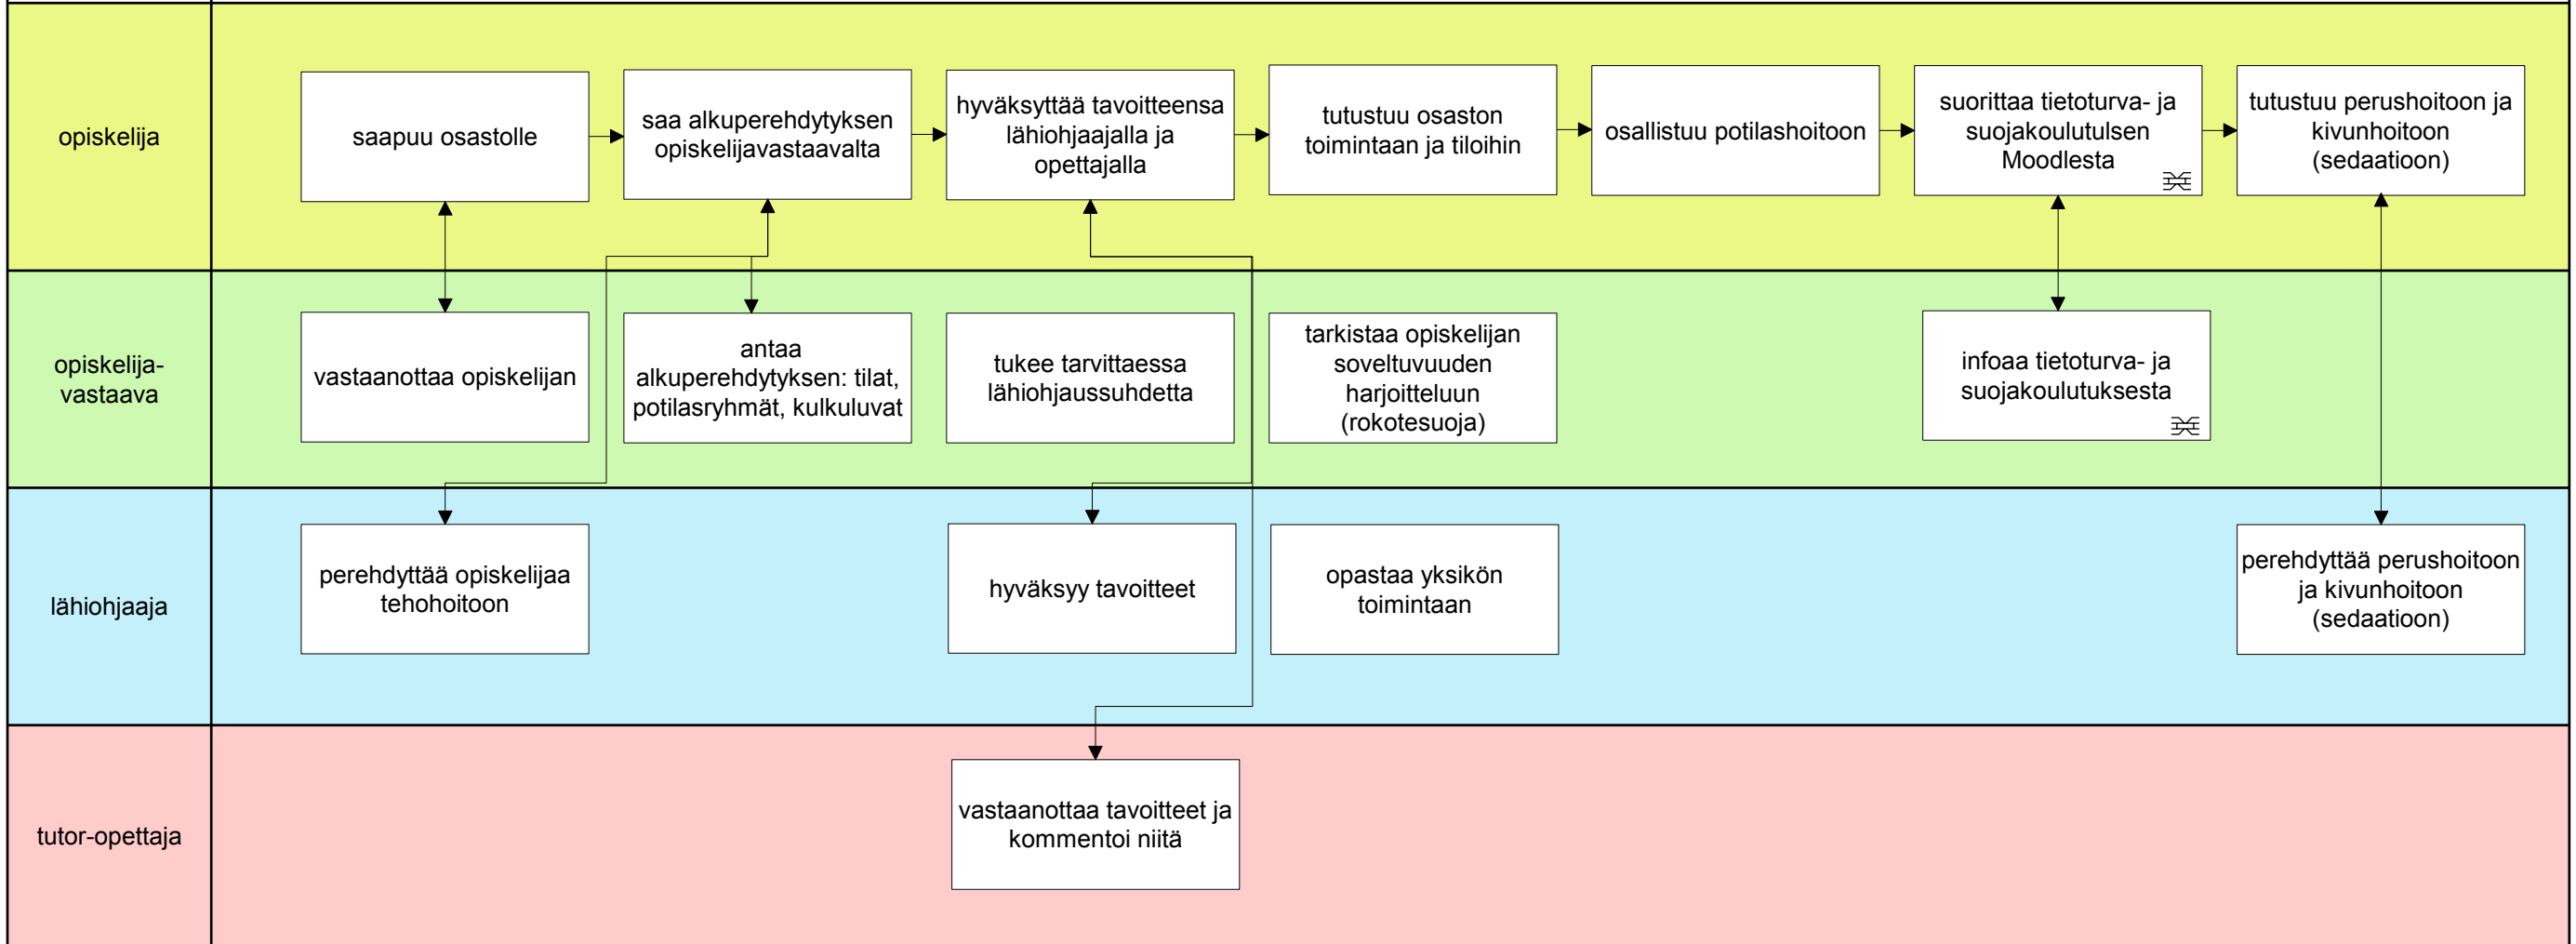 opiskelija
saapuu osastolle
saa alkuperehdytyksen
opiskelijavastaavalta
hyväksyttää tavoitteensa
lähiohjaajalla ja
opettajalla
tutustuu osaston
toimintaan ja tiloihin
osallistuu potilashoitoon
suorittaa tietoturva- ja
suojakoulutulsen
Moodlesta
tutustuu perushoitoon ja
kivunhoitoon
(sedaatioon)
opiskelija-
vastaava
vastaanottaa opiskelijan
antaa
alkuperehdytyksen: tilat,
potilasryhmät, kulkuluvat
tukee tarvittaessa
lähiohjaussuhdetta
tarkistaa opiskelijan
soveltuvuuden
harjoitteluun
(rokotesuoja)
infoaa tietoturva- ja
suojakoulutuksesta
lähiohjaaja
perehdyttää opiskelijaa
tehohoitoon
hyväksyy tavoitteet
opastaa yksikön
toimintaan
perehdyttää perushoitoon
ja kivunhoitoon
(sedaatioon)
tutor-opettaja
vastaanottaa tavoitteet ja
kommentoi niitä